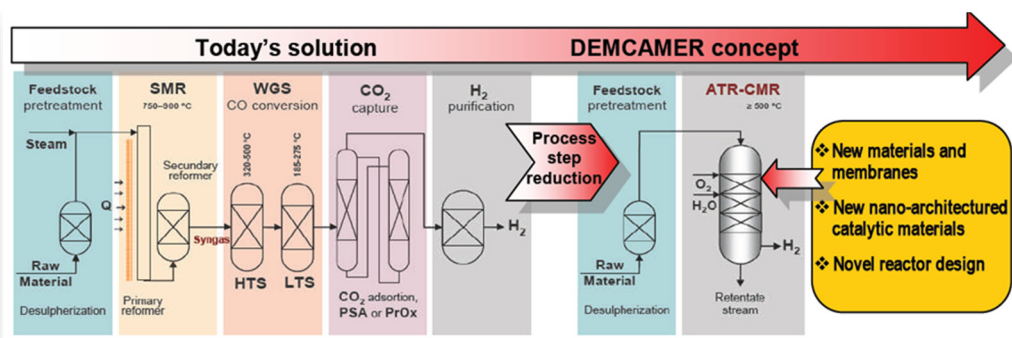 Today's solution
DEMCAMER concept
Feedstock
pretreatment
Steam
Raw
Material
Desulpherization
SMR
750–900 °C
Secundary
reformer
Q
Primary
reformer
Syngas
WGS
CO conversion
320-500 °C
185-275 °C
HTS
LTS
CO2
capture
CO2 adsortion,
PSA or PrOx
H2
purification
H2
Process
step
reduction
Feedstock
pretreatment
Raw
Material
Desulpherization
ATR-CMR
≥ 500 °C
O2
H2O
H2
Retentate
stream
❖ New materials and
membranes
❖ New nano-architectured
catalytic materials
❖ Novel reactor design